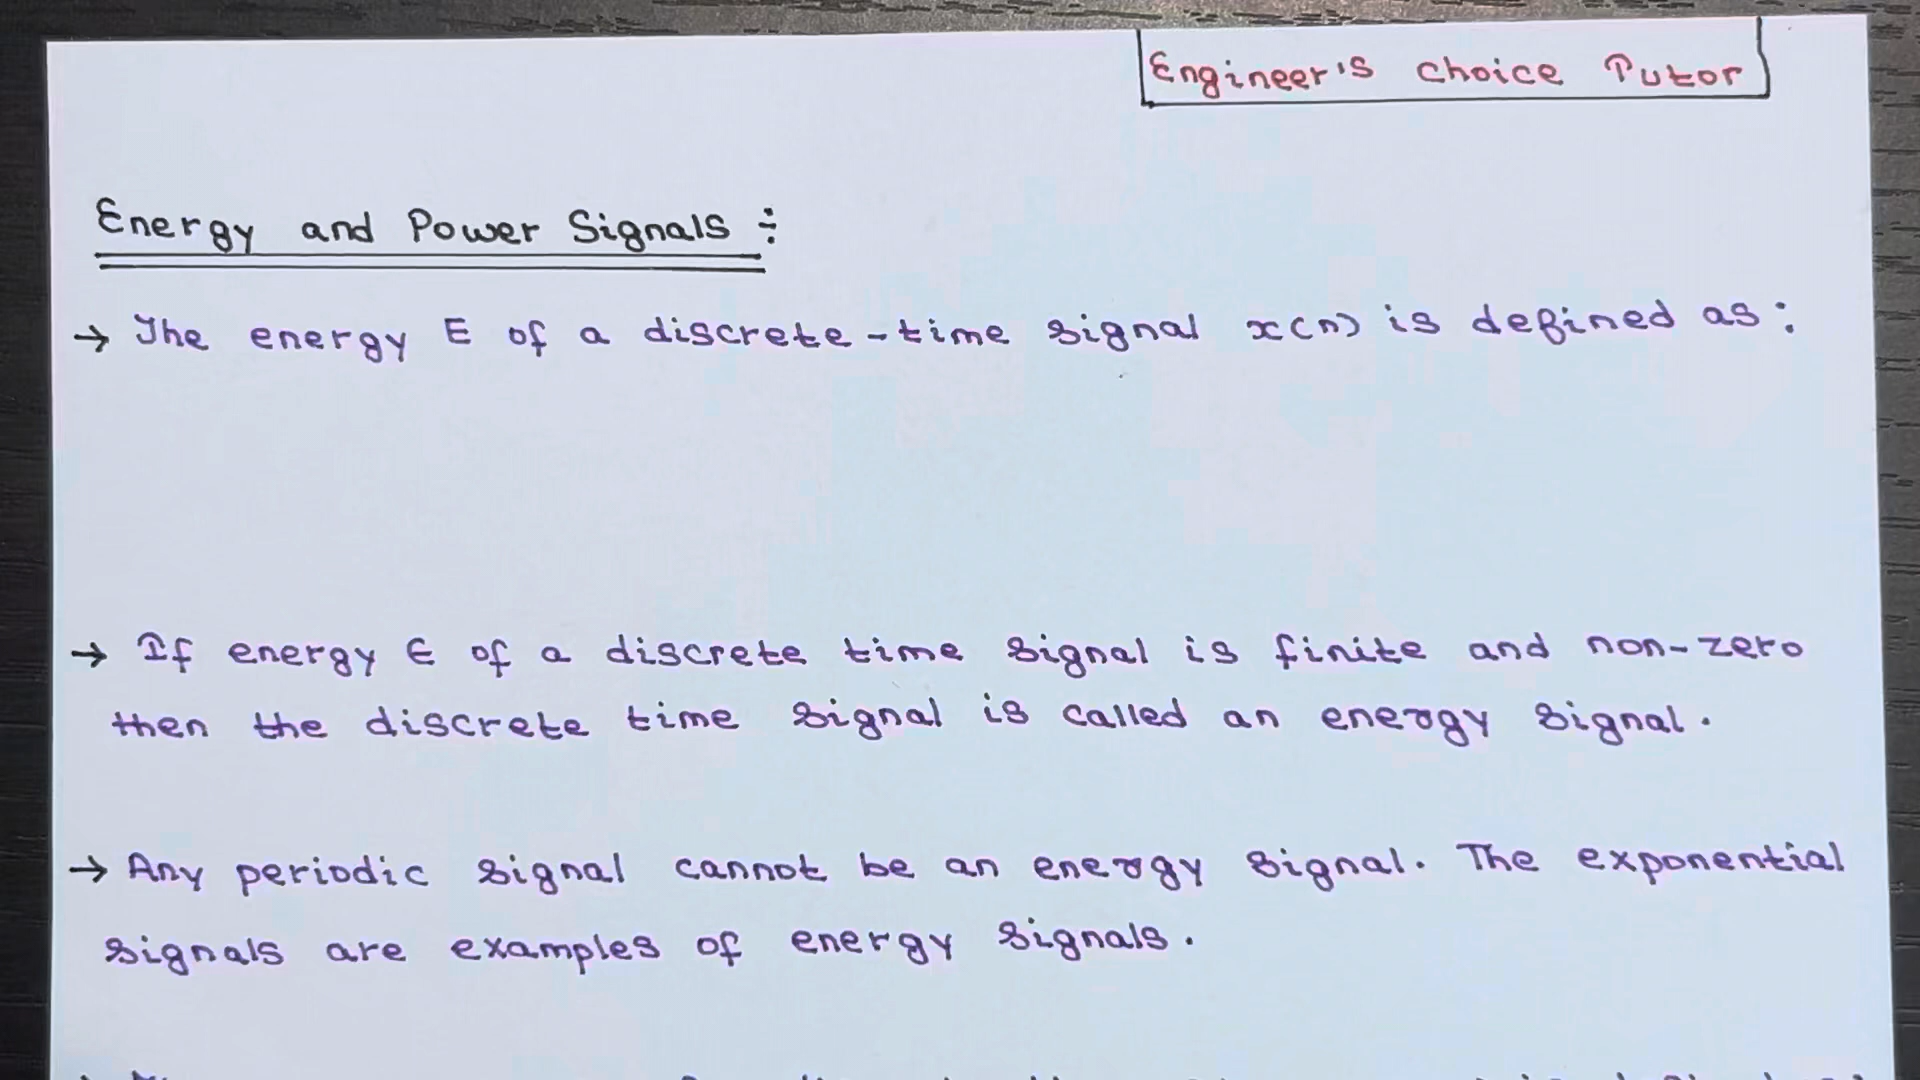 Engineer's Choice Tutor
Energy and Power Signals :
→ The energy E of a discrete-time signal x(n) is defined as:
→ If energy E of a discrete time signal is finite and non-zero
then the discrete time signal is called an energy signal.
→ Any periodic signal cannot be an energy signal. The exponential
signals are examples of energy signals.